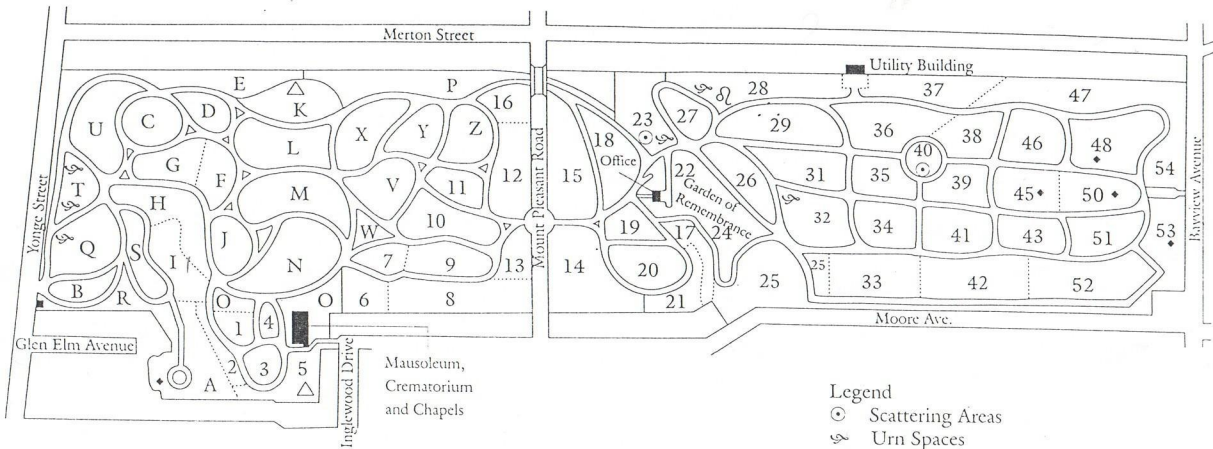 Merton Street
Utility Building
E
K
P
16
28
37
47
D
C
U
X
Y
Z
23
27
29
36
38
46
48
18
40
L
G
F
12
15
Office
22
31
35
39
54
T
V
11
26
45
50
H
M
Garden of
Remembrance
10
32
Q
W
19
17
24
34
41
43
51
53
S
J
I
N
7
9
13
14
20
25
25
33
42
52
B
R
O
O
6
8
21
1
4
Moore Ave.
Glen Elm Avenue
2
3
5
A
Yonge Street
Mount Pleasant Road
Bayview Avenue
Inglewood Drive
Mausoleum,
Crematorium
and Chapels
Legend
Scattering Areas
Urn Spaces